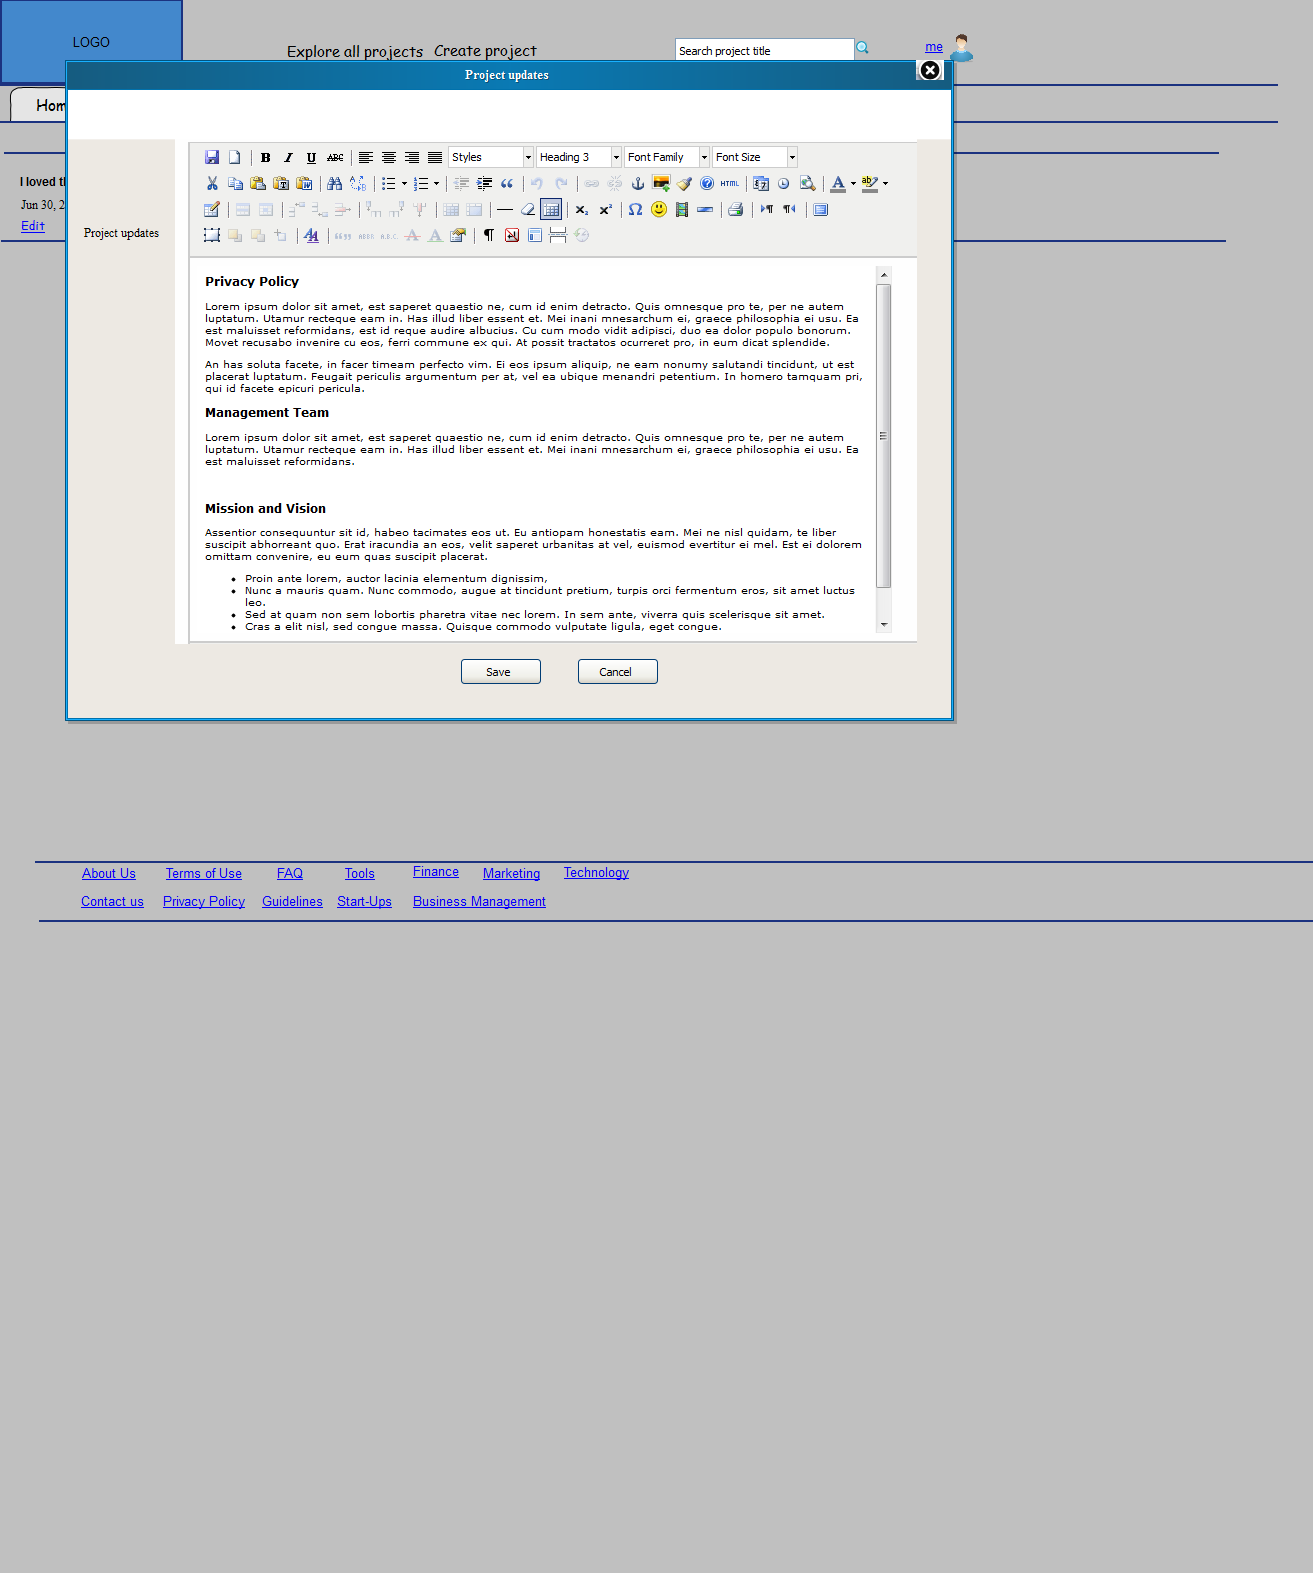 LOGO
Explore all projects Create project
Search project title
me
Project updates
Hom
I loved th
Jun 30, 2
Edit
Project updates
B I U ABC Styles Heading 3 Font Family Font Size
HTML
Privacy Policy
Lorem ipsum dolor sit amet, est saperet quaestio ne, cum id enim detracto. Quis omnesque pro te, per ne autem
luptatum. Utamur recteque eam in. Has illud liber essent et. Mei inani mnesarchum ei, graece philosophia ei usu. Ea
est maluisset reformidans, est id reque audire albucius. Cu cum modo vidit adipisci, duo ea dolor populo bonorum.
Movet recusabo invenire cu eos, ferri commune ex qui. At possit tractatos ocurreret pro, in eum dicat splendide.
An has soluta facete, in facer timeam perfecto vim. Ei eos ipsum aliquip, ne eam nonumy salutandi tincidunt, ut est
placerat luptatum. Feugait periculis argumentum per at, vel ea ubique menandri petentium. In homero tamquam pri,
qui id facete epicuri pericula.
Management Team
Lorem ipsum dolor sit amet, est saperet quaestio ne, cum id enim detracto. Quis omnesque pro te, per ne autem
luptatum. Utamur recteque eam in. Has illud liber essent et. Mei inani mnesarchum ei, graece philosophia ei usu. Ea
est maluisset reformidans.
Mission and Vision
Assentior consequuntur sit id, habeo tacimates eos ut. Eu antiopam honestatis eam. Mei ne nisl quidam, te liber
suscipit abhorreant quo. Erat iracundia an eos, velit saperet urbanitas at vel, euismod evertitur ei mel. Est ei dolorem
omittam convenire, eu eum quas suscipit placerat.
• Proin ante lorem, auctor lacinia elementum dignissim,
• Nunc a mauris quam. Nunc commodo, augue at tincidunt pretium, turpis orci fermentum eros, sit amet luctus
leo.
• Sed at quam non sem lobortis pharetra vitae nec lorem. In sem ante, viverra quis scelerisque sit amet.
• Cras a elit nisl, sed congue massa. Quisque commodo vulputate ligula, eget congue.
Save Cancel
About Us Terms of Use FAQ Tools Finance Marketing Technology
Contact us Privacy Policy Guidelines Start-Ups Business Management